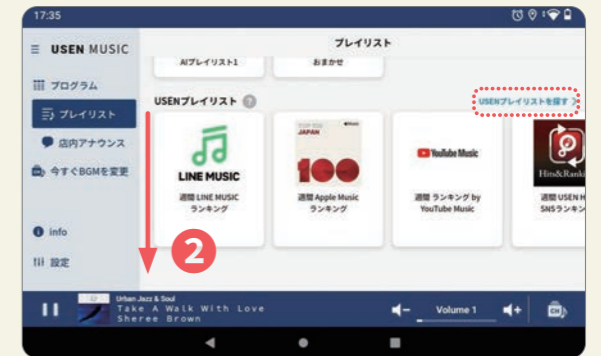 17:35
USEN MUSIC
プレイリスト
AIプレイリスト1
おまかせ
プログラム
プレイリスト
店内アナウンス
今すぐBGMを変更
info
設定
USENプレイリスト ?
USENプレイリストを探す
LINE MUSIC
週間 LINE MUSIC
ランキング
TOP 100
JAPAN
Music
100
週間 Apple Music
ランキング
YouTube Music
週間 ランキング by
YouTube Music
Hits&Ranki
週間 USEN H
SNSランキン
2
Urban Jazz & Soul
Take A Walk With Love
Sheree Brown
Volume 1
CH